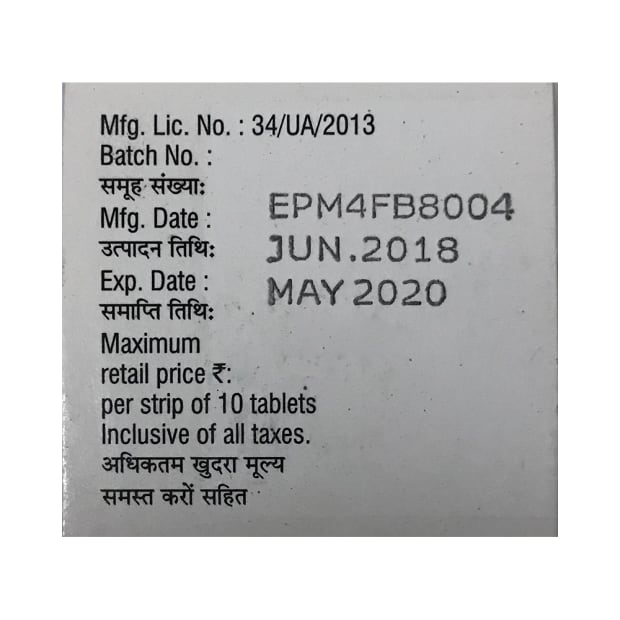 Mfg. Lic. No. : 34/UA/2013
Batch No. :
समूह संख्याः
EPM4FB8004
Mfg. Date :
उत्पादन तिथिः
JUN.2018
Exp. Date :
MAY 2020
समाप्ति तिथिः
Maximum
retail price ₹:
per strip of 10 tablets
Inclusive of all taxes.
अधिकतम खुदरा मूल्य
समस्त करों सहित